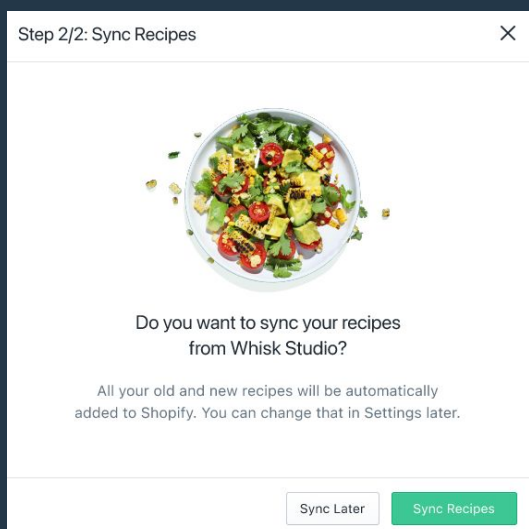 Step 2/2: Sync Recipes
Do you want to sync your recipes
from Whisk Studio?
All your old and new recipes will be automatically
added to Shopify. You can change that in Settings later.
Sync Later
Sync Recipes